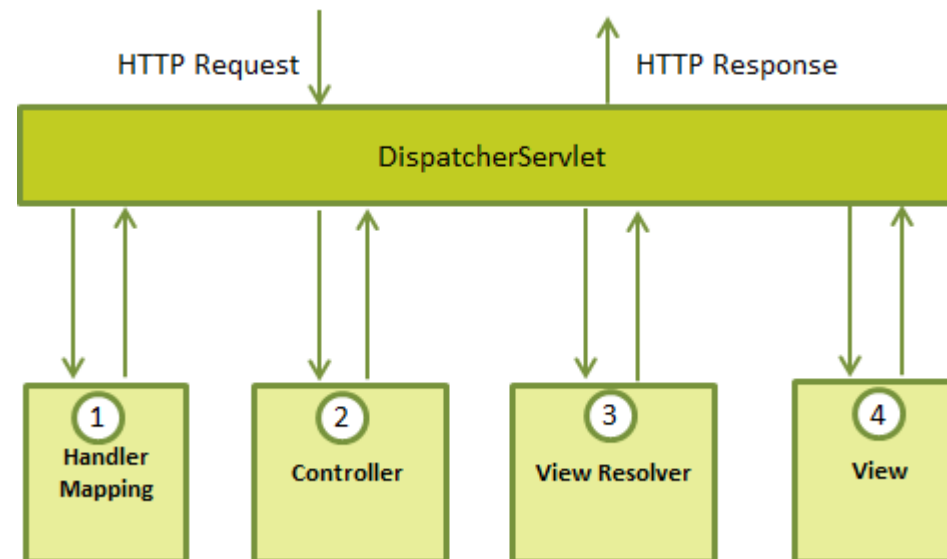 HTTP Request
HTTP Response
DispatcherServlet
1
Handler
Mapping
2
Controller
3
View Resolver
4
View